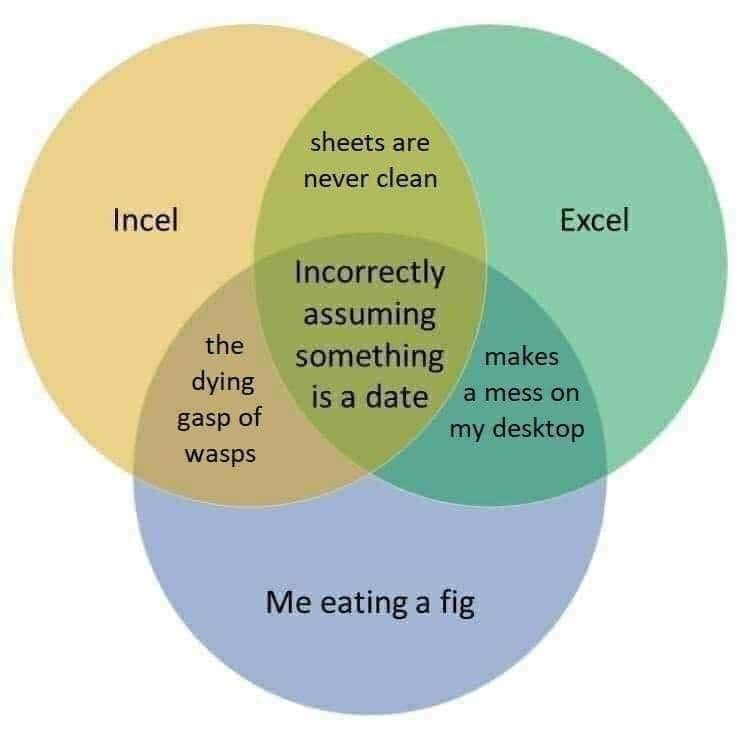 sheets are
never clean
Incel
Excel
Incorrectly
assuming
something
is a date
the
dying
gasp of
wasps
makes
a mess on
my desktop
Me eating a fig